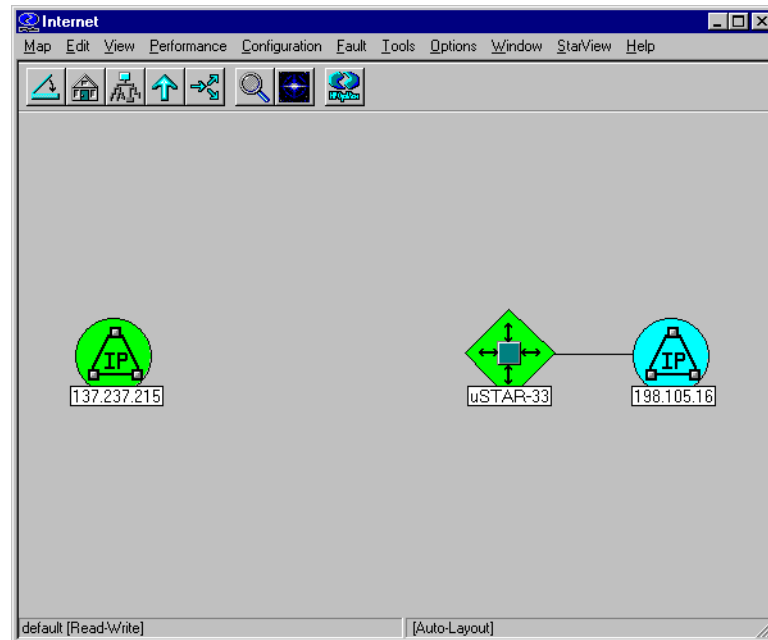 Internet
Map Edit View Performance Configuration Fault Tools Options Window StarView Help
IP
137.237.215
uSTAR-33
IP
198.105.16
default [Read-Write] [Auto-Layout]